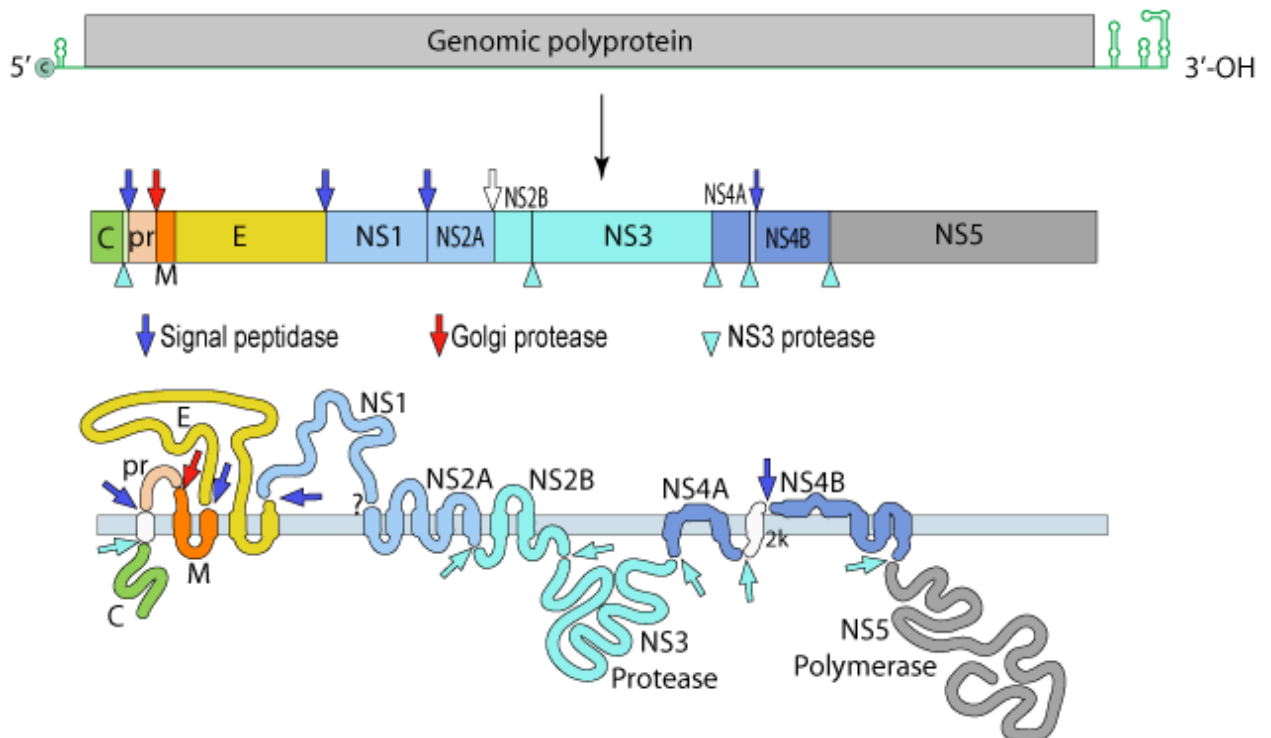 Genomic polyprotein
5′ C 3′-OH
NS2B NS4A
C pr M E NS1 NS2A NS3 NS4B NS5
Signal peptidase Golgi protease NS3 protease
E NS1
pr NS2A NS2B NS4A NS4B
?
2k
M
C
NS3 NS5
Protease Polymerase